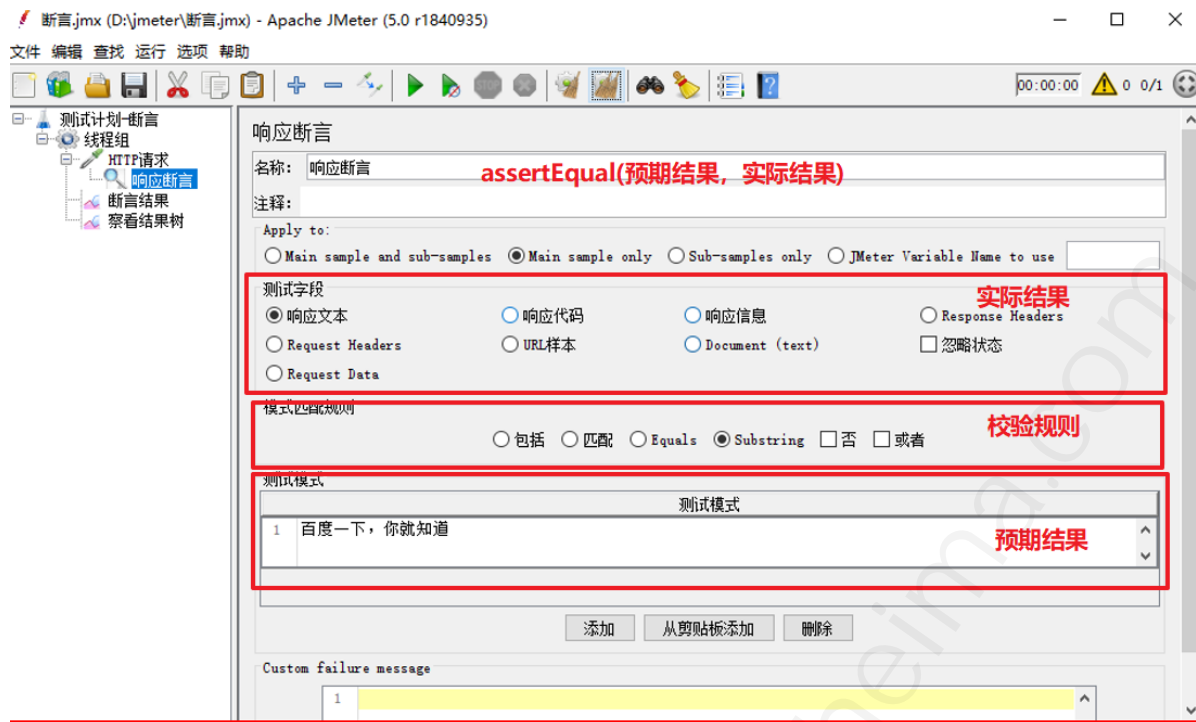 断言.jmx (D:\jmeter\断言.jmx) - Apache JMeter (5.0 r1840935)
文件 编辑 查找 运行 选项 帮助
00:00:00 0 0/1
测试计划-断言
线程组
HTTP请求
响应断言
断言结果
察看结果树
响应断言
名称: 响应断言
assertEqual(预期结果, 实际结果)
注释:
Apply to:
Main sample and sub-samples Main sample only Sub-samples only JMeter Variable Name to use
测试字段
实际结果
响应文本 响应代码 响应信息 Response Headers
Request Headers URL样本 Document (text) 忽略状态
Request Data
模式匹配规则
校验规则
包括 匹配 Equals Substring 否 或者
测试模式
测试模式
1 百度一下，你就知道
预期结果
添加 从剪贴板添加 删除
Custom failure message
1
heima.com